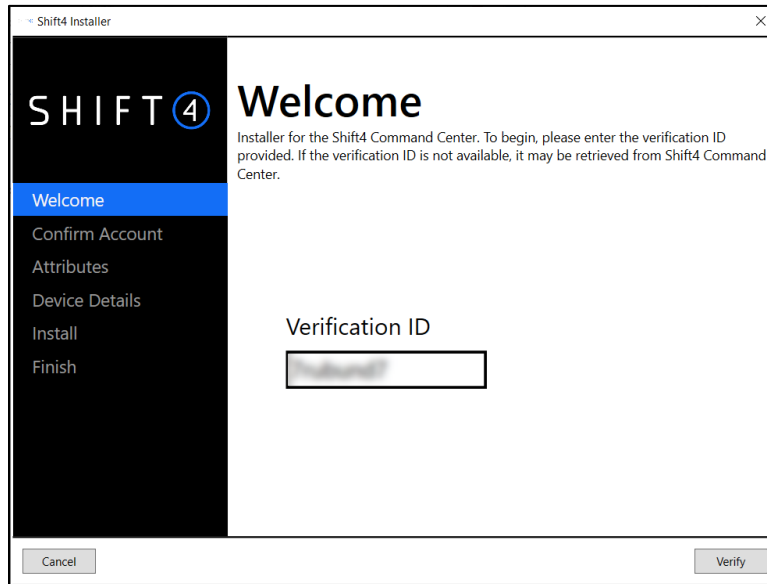 Shift4 Installer
SHIFT4
Welcome
Confirm Account
Attributes
Device Details
Install
Finish
Welcome
Installer for the Shift4 Command Center. To begin, please enter the verification ID
provided. If the verification ID is not available, it may be retrieved from Shift4 Command
Center.
Verification ID
Cancel
Verify